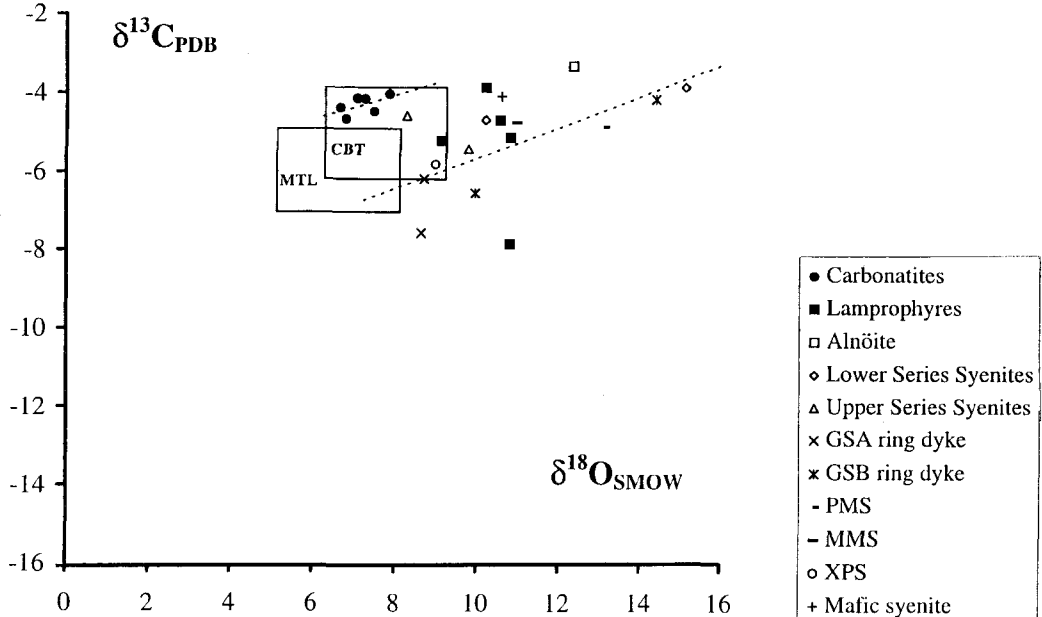 δ13CPDB
-2
-4
-6
-8
-10
-12
-14
-16
CBT
MTL
δ18OSMOW
0 2 4 6 8 10 12 14 16
Carbonatites
Lamprophyres
Alnöite
Lower Series Syenites
Upper Series Syenites
GSA ring dyke
GSB ring dyke
PMS
MMS
XPS
Mafic syenite